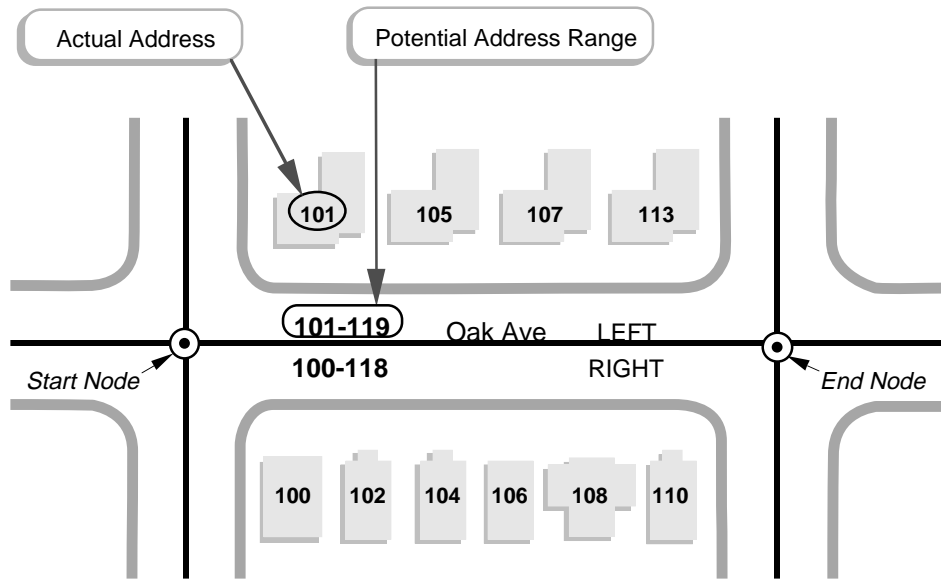 Actual Address
Potential Address Range
101
105
107
113
101-119
Oak Ave
LEFT
100-118
RIGHT
Start Node
End Node
100
102
104
106
108
110